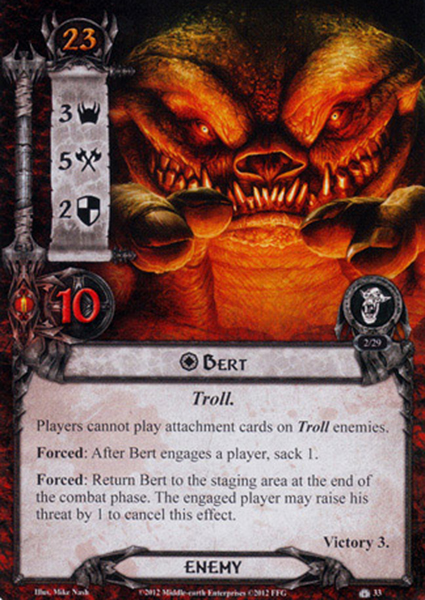 23
3
5
2
10
2/29
Bert
Troll.
Players cannot play attachment cards on Troll enemies.
Forced: After Bert engages a player, sack 1.
Forced: Return Bert to the staging area at the end of
the combat phase. The engaged player may raise his
threat by 1 to cancel this effect.
Victory 3.
ENEMY
Illus. Mike Nash ©2012 Middle-earth Enterprises ©2012 FFG 33